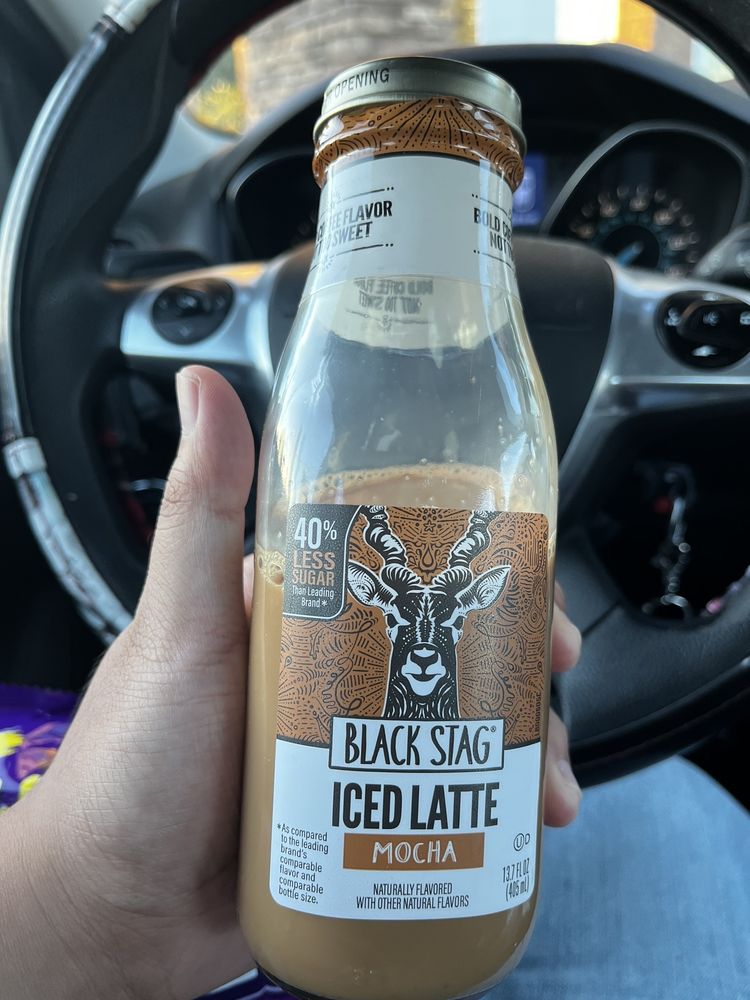 OPENING
FLAVOR
SWEET
BOLD
NOT
40%
LESS
SUGAR
Than Leading
Brand*
BLACK STAG®
ICED LATTE
MOCHA
*As compared
to the leading
brand's
comparable
flavor and
comparable
bottle size.
NATURALLY FLAVORED
WITH OTHER NATURAL FLAVORS
U D
13.7 FL OZ
(405 mL)